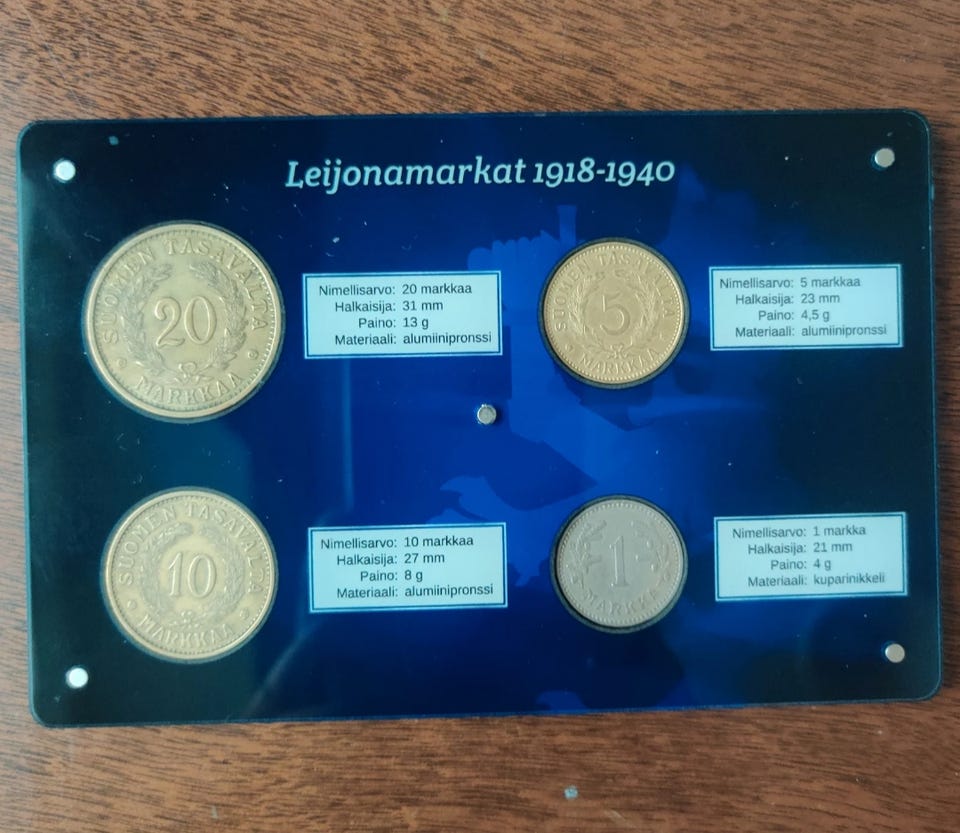 Leijonamarkat 1918-1940
SUOMEN TASAVALTA
20
MARKKAA
Nimellisarvo: 20 markkaa
Halkaisija: 31 mm
Paino: 13 g
Materiaali: alumiinipronssi
SUOMEN TASAVALTA
5
MARKKAA
Nimellisarvo: 5 markkaa
Halkaisija: 23 mm
Paino: 4,5 g
Materiaali: alumiinipronssi
SUOMEN TASAVALTA
10
MARKKAA
Nimellisarvo: 10 markkaa
Halkaisija: 27 mm
Paino: 8 g
Materiaali: alumiinipronssi
1
MARKKA
Nimellisarvo: 1 markka
Halkaisija: 21 mm
Paino: 4 g
Materiaali: kuparinikkeli